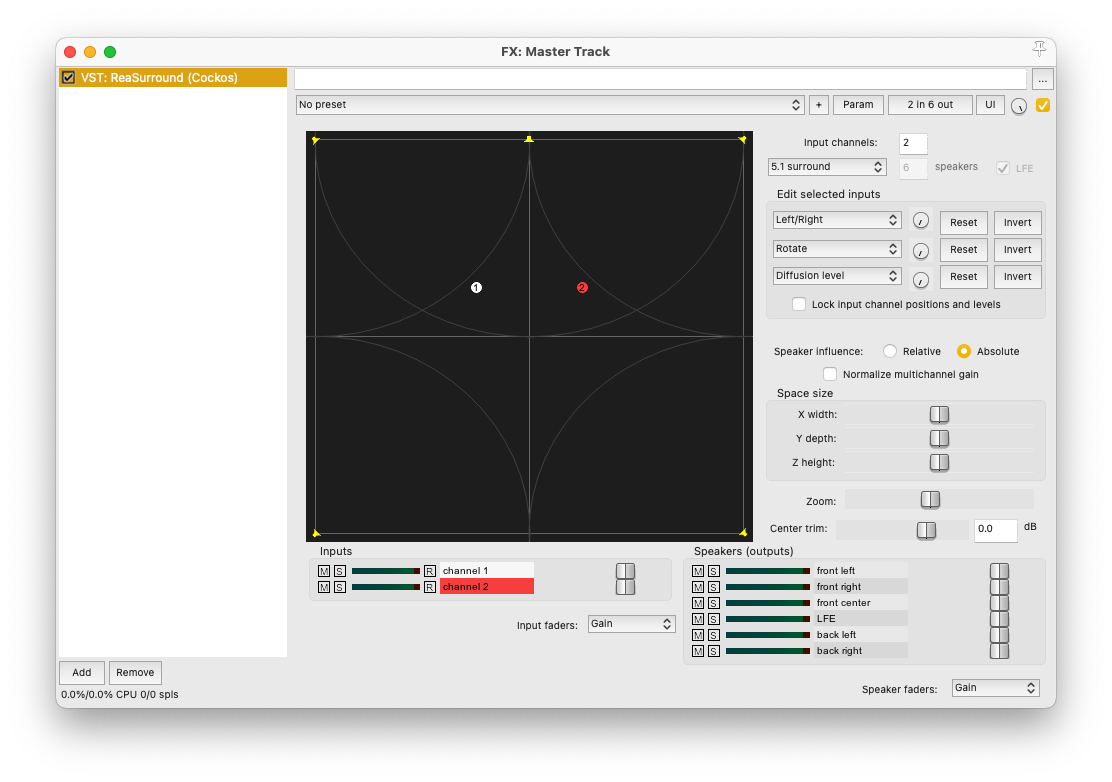 FX: Master Track
VST: ReaSurround (Cockos)
...
No preset
+
Param
2 in 6 out
UI
Input channels:
2
5.1 surround
6
speakers
LFE
Edit selected inputs
Left/Right
Reset
Invert
Rotate
Reset
Invert
Diffusion level
Reset
Invert
Lock input channel positions and levels
1
2
Speaker influence:
Relative
Absolute
Normalize multichannel gain
Space size
X width:
Y depth:
Z height:
Zoom:
Center trim:
0.0
dB
Inputs
M S R channel 1
M S R channel 2
Input faders:
Gain
Speakers (outputs)
M S front left
M S front right
M S front center
M S LFE
M S back left
M S back right
Speaker faders:
Gain
Add
Remove
0.0%/0.0% CPU 0/0 spls